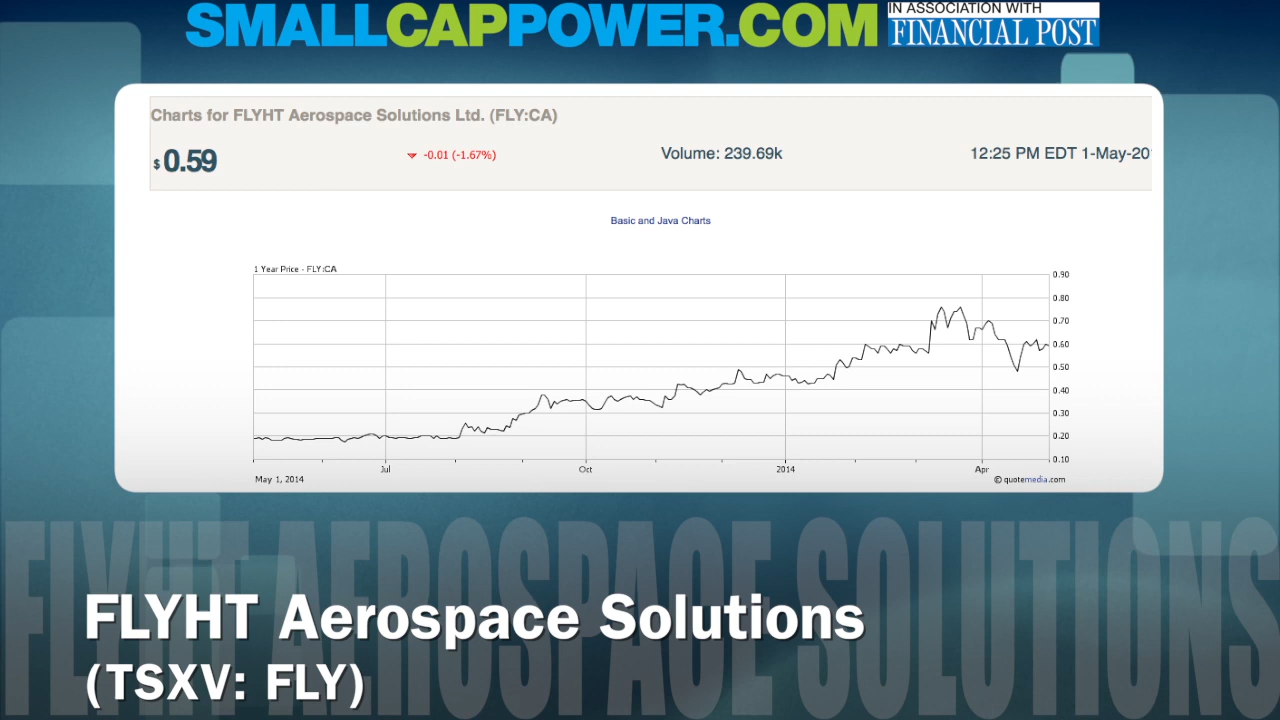 SMALLCAPPOWER.COM
IN ASSOCIATION WITH
FINANCIAL POST
Charts for FLYHT Aerospace Solutions Ltd. (FLY:CA)
$ 0.59 -0.01 (-1.67%) Volume: 239.69k 12:25 PM EDT 1-May-20
Basic and Java Charts
1 Year Price - FLY:CA
0.90
0.80
0.70
0.60
0.50
0.40
0.30
0.20
0.10
Jul Oct 2014 Apr
May 1, 2014 © quotemedia.com
FLYHT AEROSPACE SOLUTIONS
FLYHT Aerospace Solutions
(TSXV: FLY)